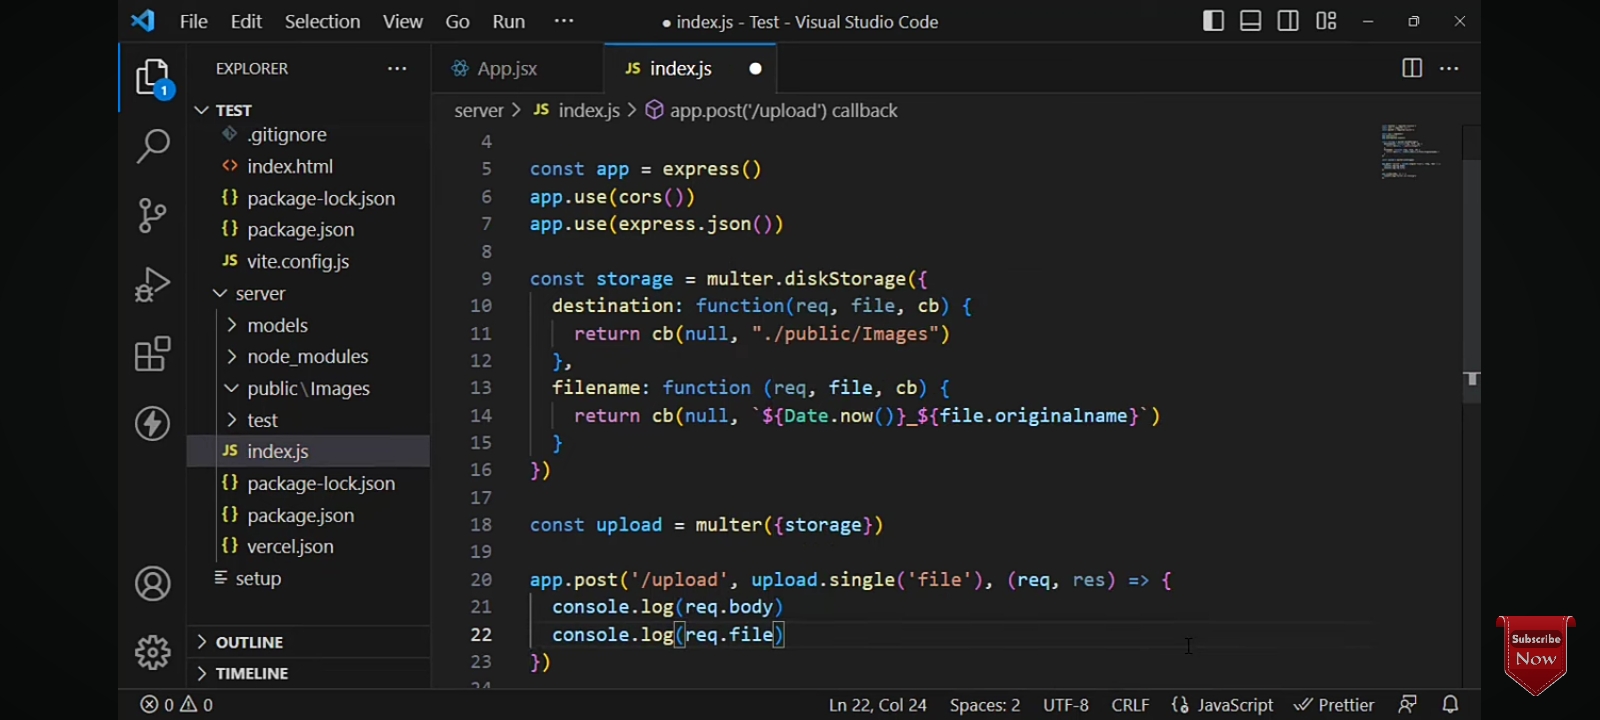 File Edit Selection View Go Run ··· ● index.js - Test - Visual Studio Code
EXPLORER ···
1
TEST
.gitignore
<> index.html
{} package-lock.json
{} package.json
JS vite.config.js
server
models
node_modules
public\Images
test
JS index.js
{} package-lock.json
{} package.json
{} vercel.json
setup
OUTLINE
TIMELINE
App.jsx JS index.js ●
server > JS index.js > app.post('/upload') callback
4
5 const app = express()
6 app.use(cors())
7 app.use(express.json())
8
9 const storage = multer.diskStorage({
10 destination: function(req, file, cb) {
11 return cb(null, "./public/Images")
12 },
13 filename: function (req, file, cb) {
14 return cb(null, `${Date.now()}_${file.originalname}`)
15 }
16 })
17
18 const upload = multer({storage})
19
20 app.post('/upload', upload.single('file'), (req, res) => {
21 console.log(req.body)
22 console.log(req.file)
23 })
24
Subscribe
Now
0 0 Ln 22, Col 24 Spaces: 2 UTF-8 CRLF {} JavaScript Prettier